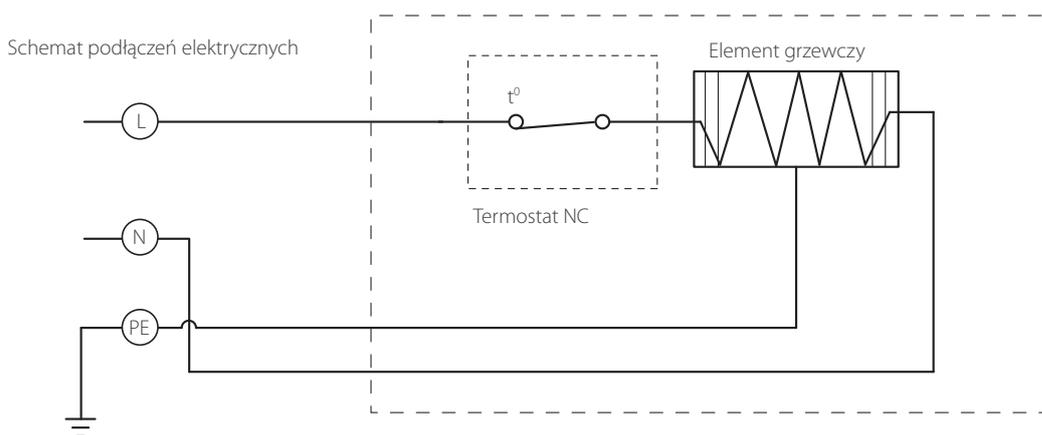 Schemat podłączeń elektrycznych
Element grzewczy
t⁰
L
Termostat NC
N
PE